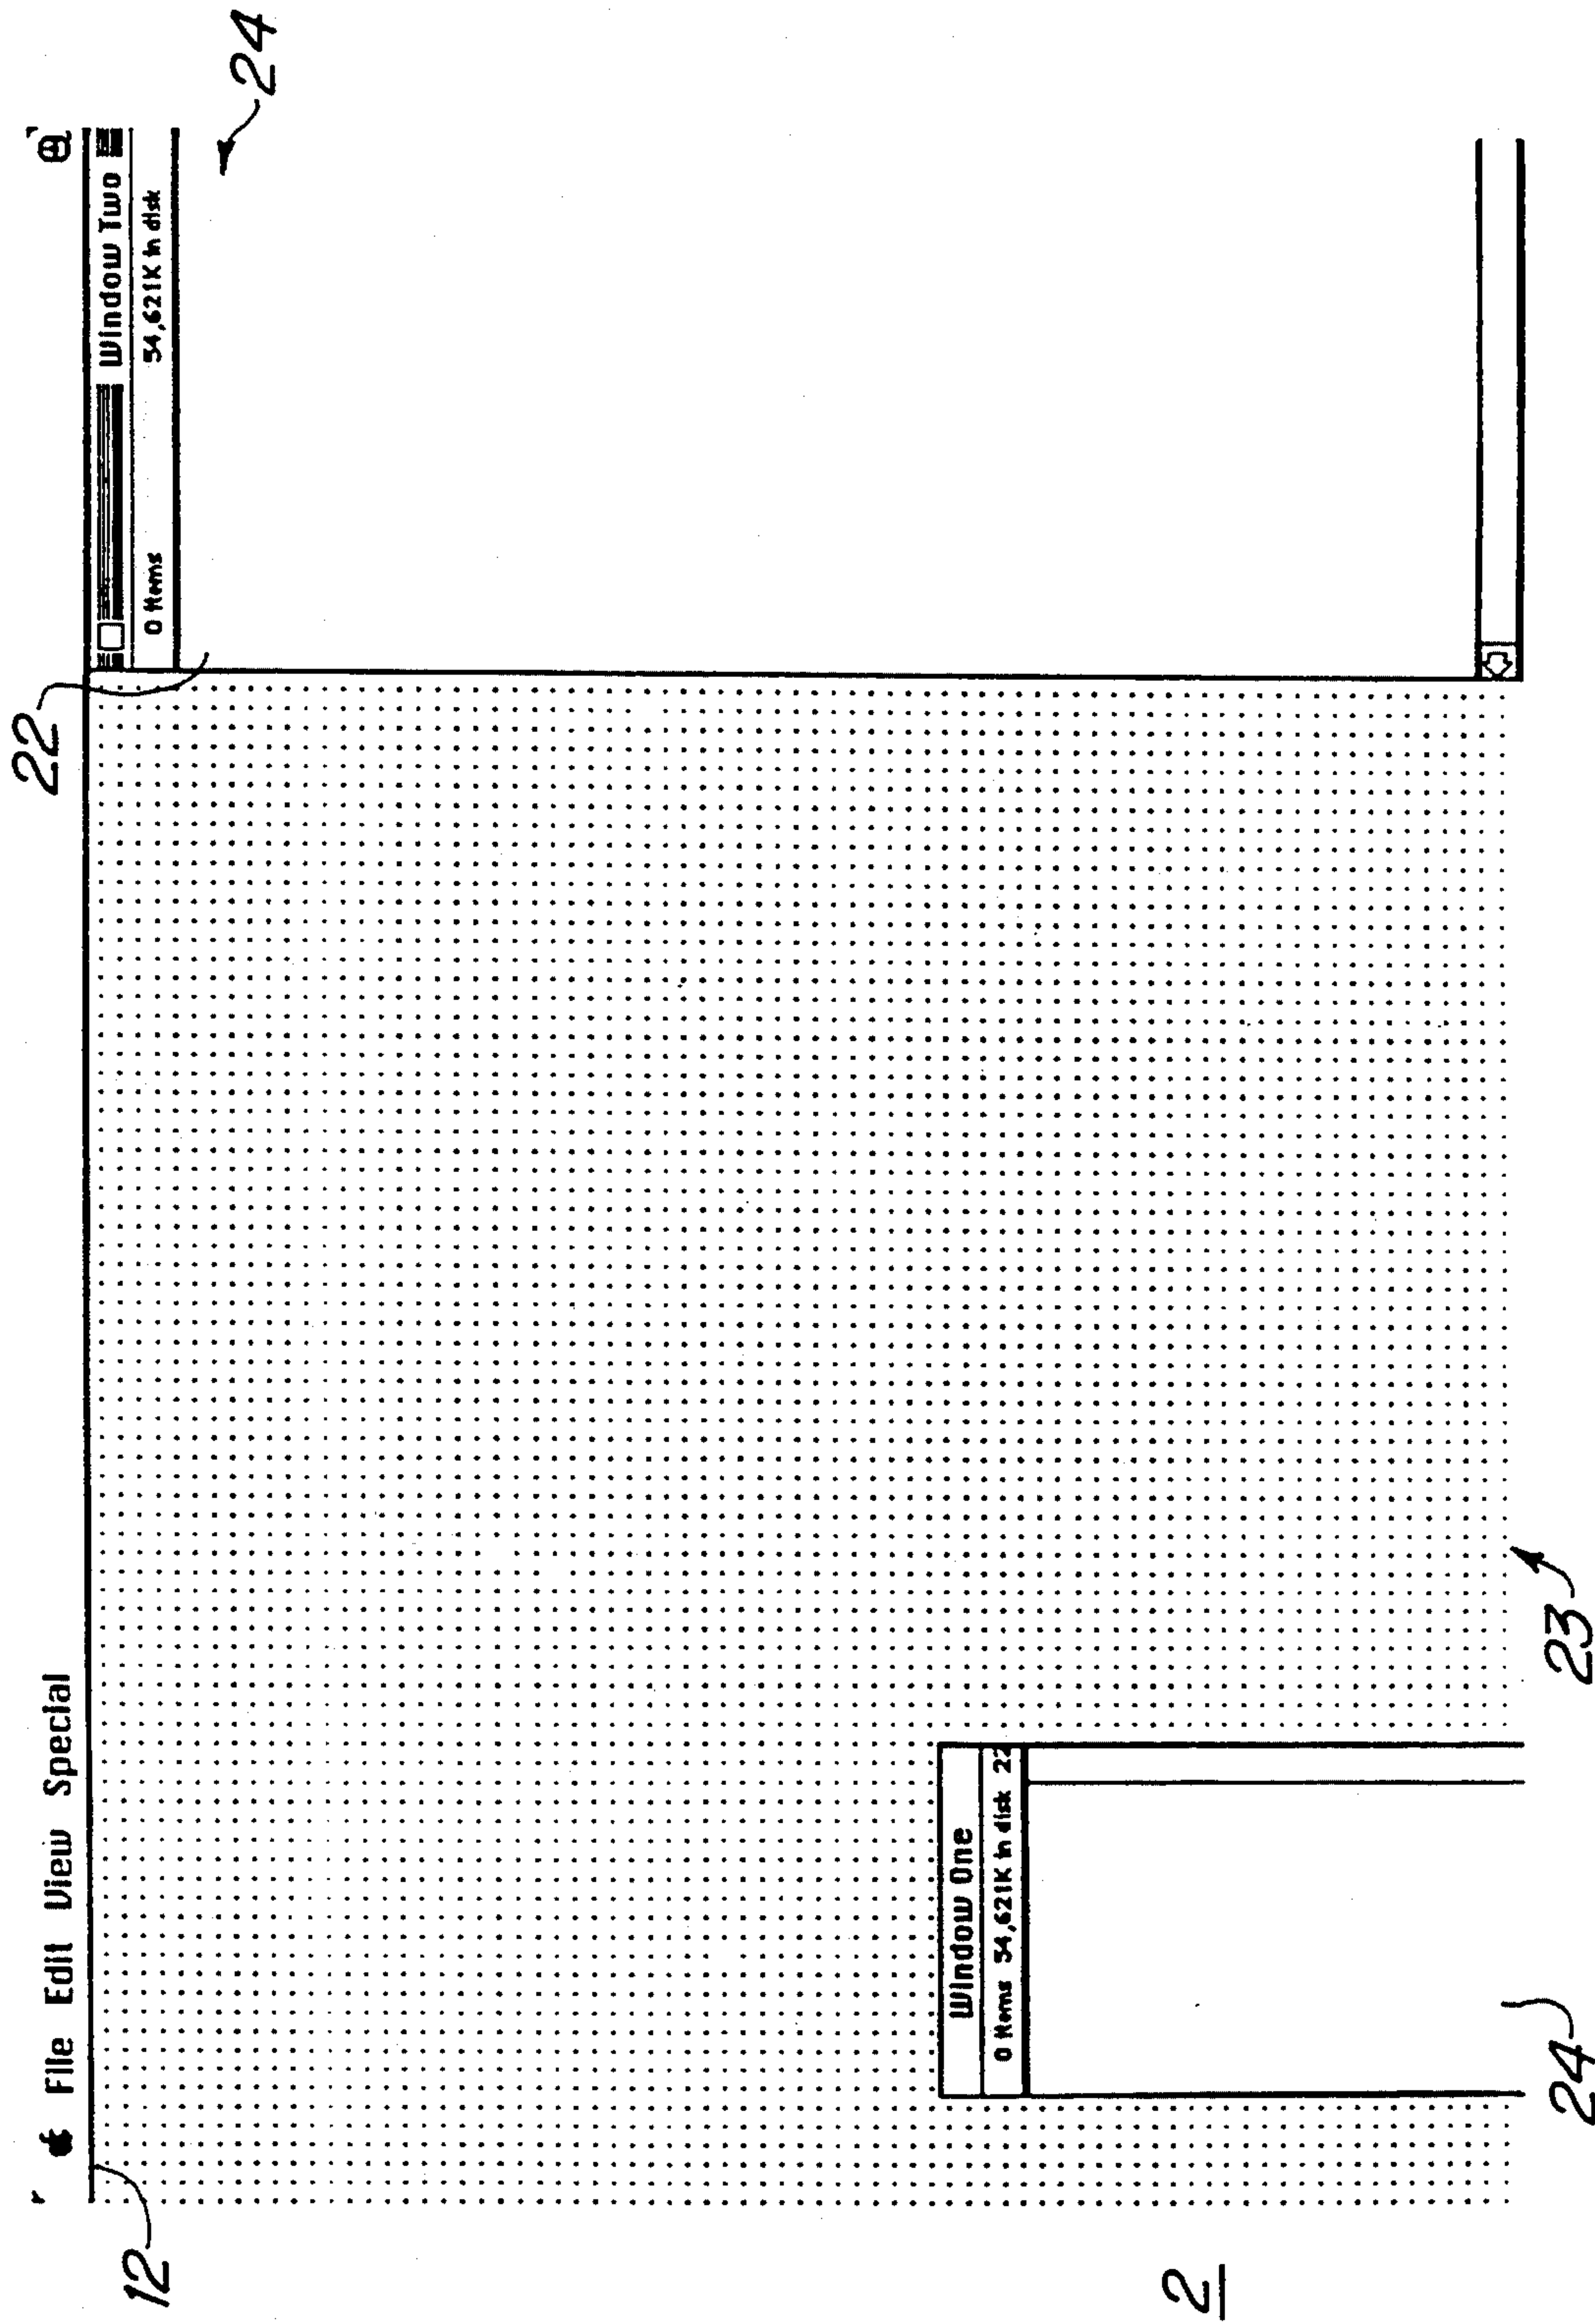 File Edit View Special
22
24
12
Window Two
0 items 54,621K in disk
Window One
0 items 54,621K in disk 22
2
24
23